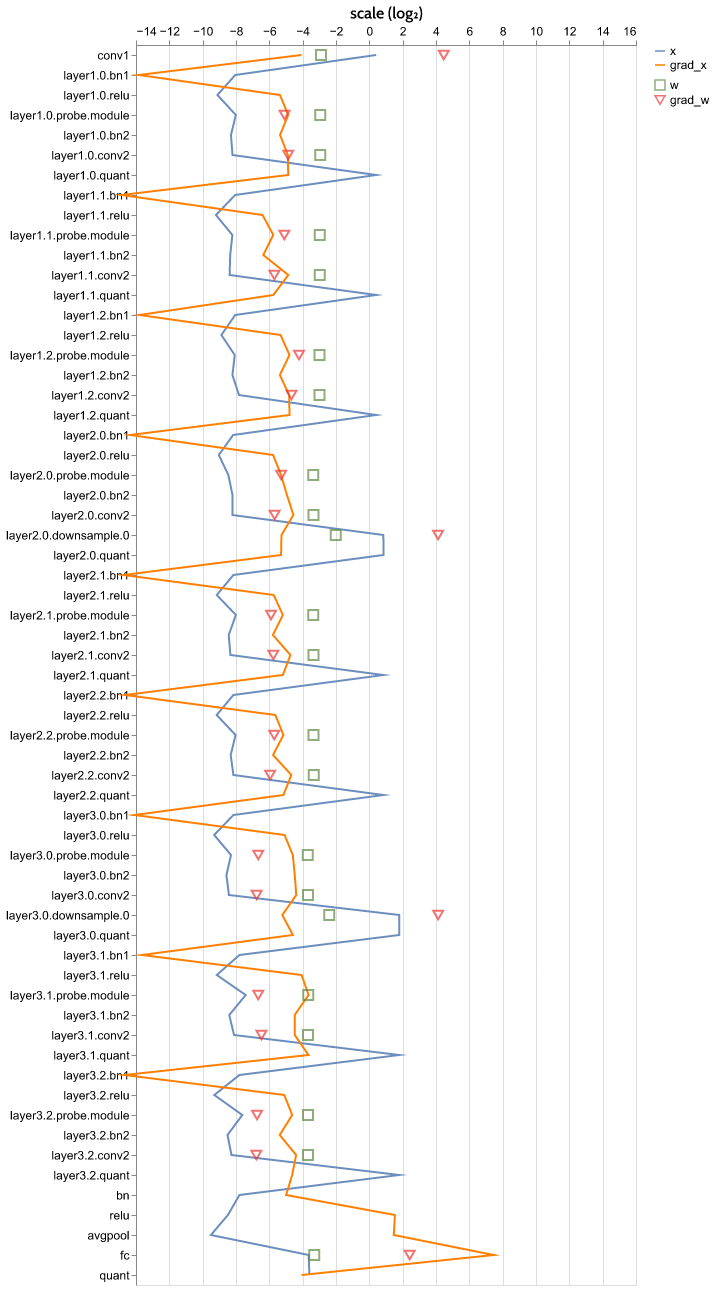 scale (log₂)
−14 −12 −10 −8 −6 −4 −2 0 2 4 6 8 10 12 14 16
x
grad_x
w
grad_w
conv1
layer1.0.bn1
layer1.0.relu
layer1.0.probe.module
layer1.0.bn2
layer1.0.conv2
layer1.0.quant
layer1.1.bn1
layer1.1.relu
layer1.1.probe.module
layer1.1.bn2
layer1.1.conv2
layer1.1.quant
layer1.2.bn1
layer1.2.relu
layer1.2.probe.module
layer1.2.bn2
layer1.2.conv2
layer1.2.quant
layer2.0.bn1
layer2.0.relu
layer2.0.probe.module
layer2.0.bn2
layer2.0.conv2
layer2.0.downsample.0
layer2.0.quant
layer2.1.bn1
layer2.1.relu
layer2.1.probe.module
layer2.1.bn2
layer2.1.conv2
layer2.1.quant
layer2.2.bn1
layer2.2.relu
layer2.2.probe.module
layer2.2.bn2
layer2.2.conv2
layer2.2.quant
layer3.0.bn1
layer3.0.relu
layer3.0.probe.module
layer3.0.bn2
layer3.0.conv2
layer3.0.downsample.0
layer3.0.quant
layer3.1.bn1
layer3.1.relu
layer3.1.probe.module
layer3.1.bn2
layer3.1.conv2
layer3.1.quant
layer3.2.bn1
layer3.2.relu
layer3.2.probe.module
layer3.2.bn2
layer3.2.conv2
layer3.2.quant
bn
relu
avgpool
fc
quant